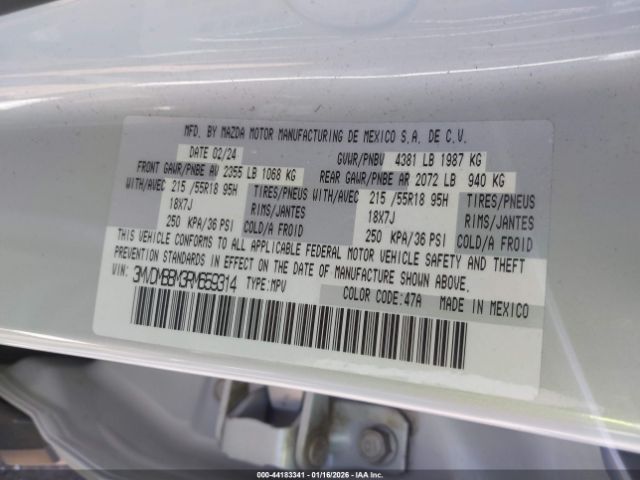 MFD. BY MAZDA MOTOR MANUFACTURING DE MEXICO S.A. DE C.V.
DATE 02/24 GVWR/PNBV 4381 LB 1987 KG
FRONT GAWR/PNBE AV 2355 LB 1068 KG REAR GAWR/PNBE AR 2072 LB 940 KG
WITH/AVEC 215 /55R18 95H TIRES/PNEUS WITH/AVEC 215 /55R18 95H TIRES/PNEUS
18X7J RIMS/JANTES 18X7J RIMS/JANTES
250 KPA/36 PSI COLD/A FROID 250 KPA/36 PSI COLD/A FROID
THIS VEHICLE CONFORMS TO ALL APPLICABLE FEDERAL MOTOR VEHICLE SAFETY AND THEFT
PREVENTION STANDARDS IN EFFECT ON THE DATE OF MANUFACTURE SHOWN ABOVE.
VIN: 3MVDMBBM3RM659314 TYPE:MPV COLOR CODE:47A MADE IN MEXICO
000-44183341 - 01/16/2026 - IAAI.COM